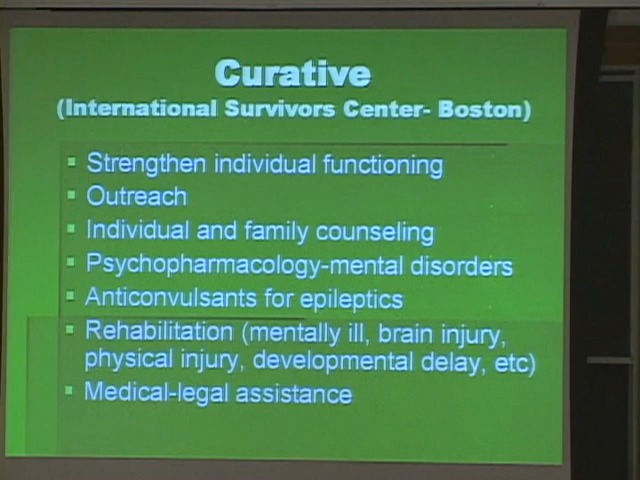 Curative
(International Survivors Center- Boston)
Strengthen individual functioning
Outreach
Individual and family counseling
Psychopharmacology-mental disorders
Anticonvulsants for epileptics
Rehabilitation (mentally ill, brain injury,
physical injury, developmental delay, etc)
Medical-legal assistance